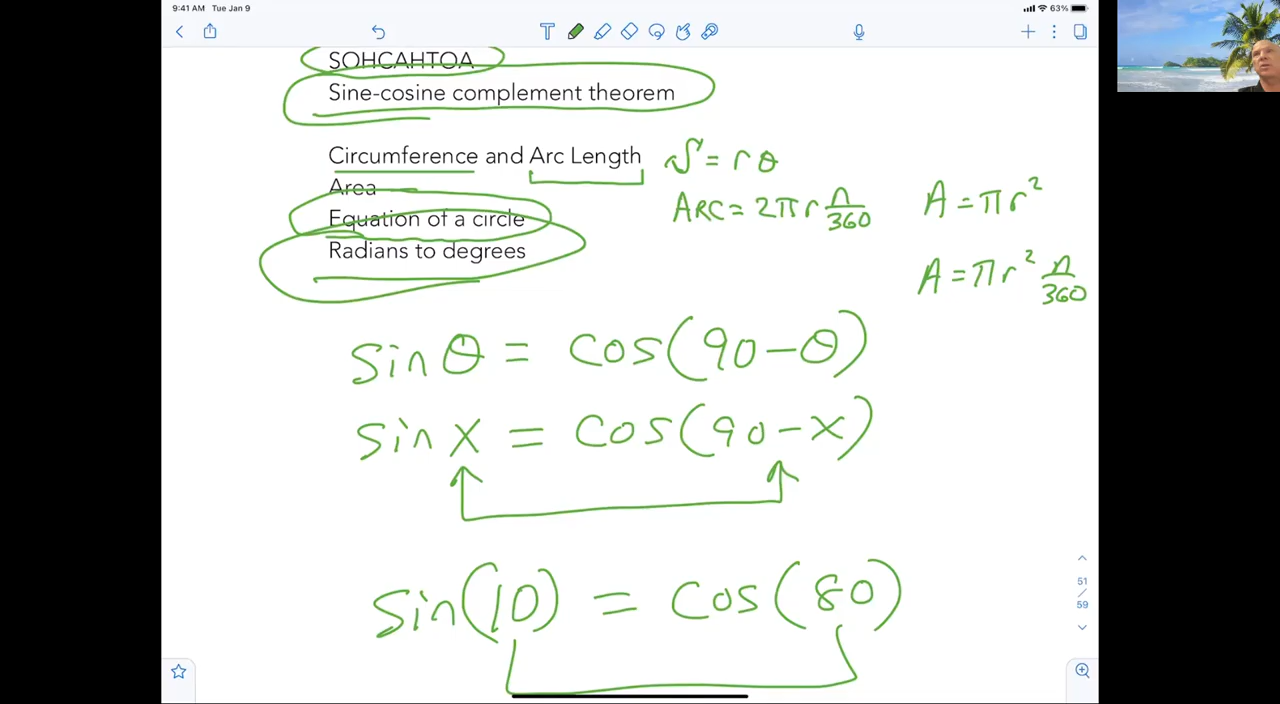 9:41 AM Tue Jan 9
63%
SOHCAHTOA
Sine-cosine complement theorem
Circumference and Arc Length S = rθ
Area
ARC = 2πr n/360 A = πr²
Equation of a circle
Radians to degrees
A = πr² n/360
sin θ = cos(90-θ)
sin x = cos(90-x)
51
/
59
sin(10) = cos(80)